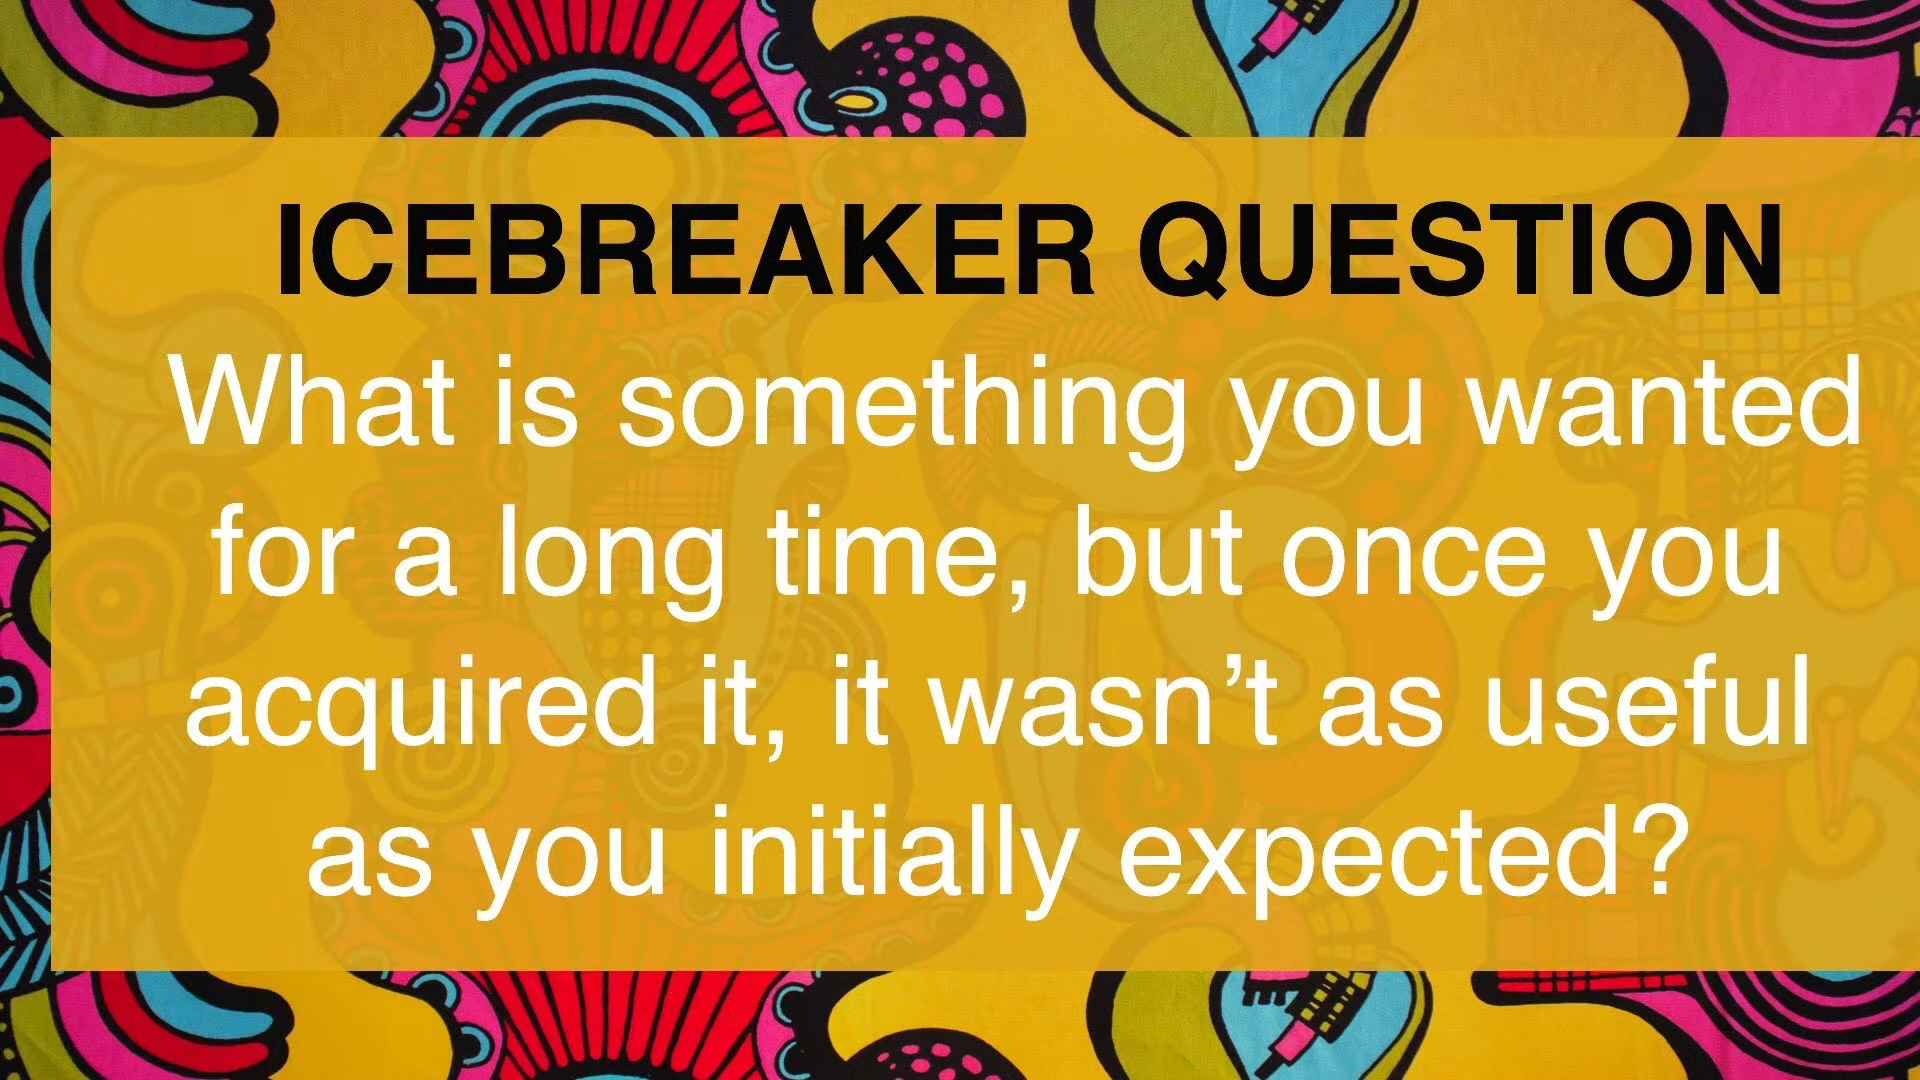 ICEBREAKER QUESTION
What is something you wanted
for a long time, but once you
acquired it, it wasn’t as useful
as you initially expected?